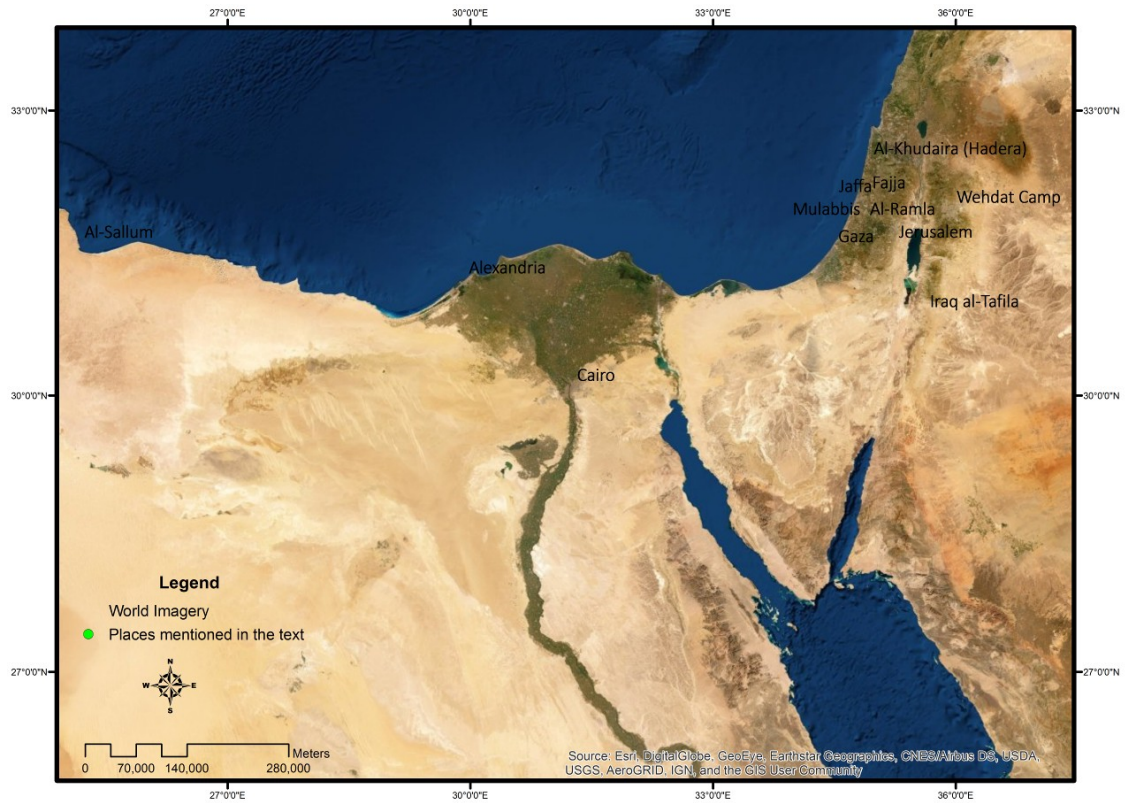 27°0'0"E 30°0'0"E 33°0'0"E 36°0'0"E
33°0'0"N 33°0'0"N
Al-Khudaira (Hadera)
Jaffa Fajja
Wehdat Camp
Mulabbis Al-Ramla
Al-Sallum Gaza Jerusalem
Alexandria
Iraq al-Tafila
Cairo
30°0'0"N 30°0'0"N
Legend
World Imagery
Places mentioned in the text
N
W E
S
27°0'0"N 27°0'0"N
Meters
0 70,000 140,000 280,000
Source: Esri, DigitalGlobe, GeoEye, Earthstar Geographics, CNES/Airbus DS, USDA,
USGS, AeroGRID, IGN, and the GIS User Community
27°0'0"E 30°0'0"E 33°0'0"E 36°0'0"E